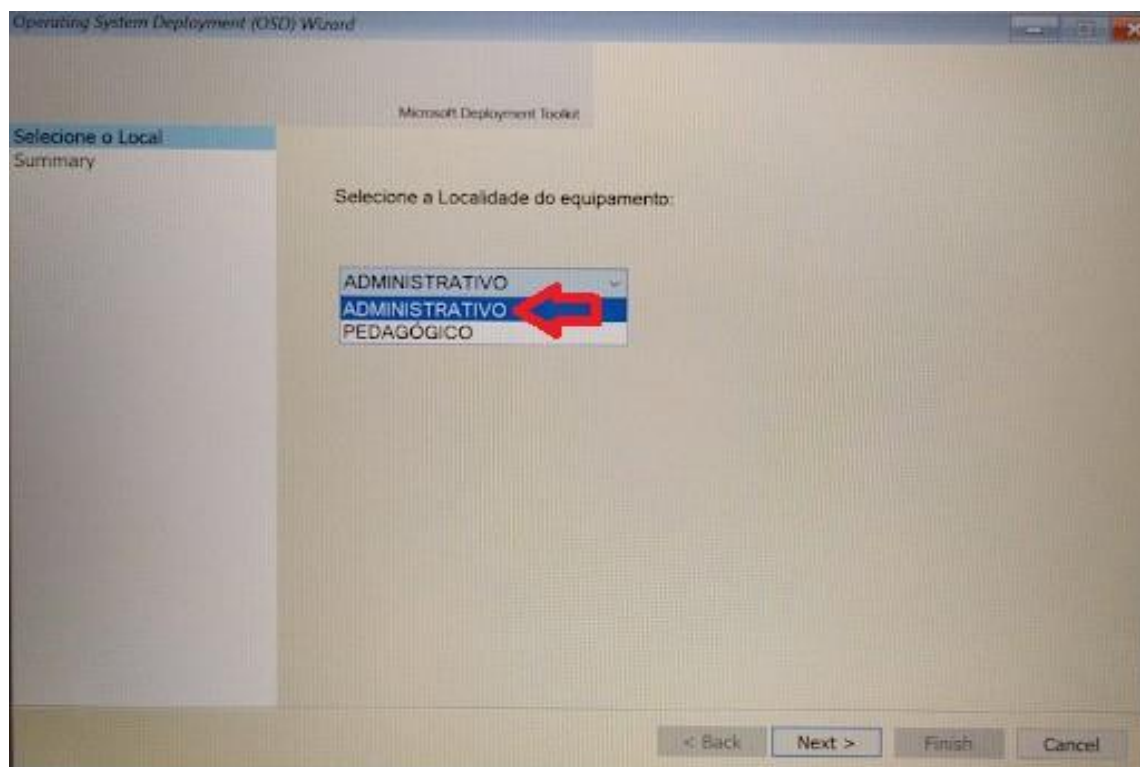 Operating System Deployment (OSD) Wizard
Microsoft Deployment Toolkit
Selecione o Local
Summary
Selecione a Localidade do equipamento:
ADMINISTRATIVO
ADMINISTRATIVO
PEDAGÓGICO
< Back
Next >
Finish
Cancel